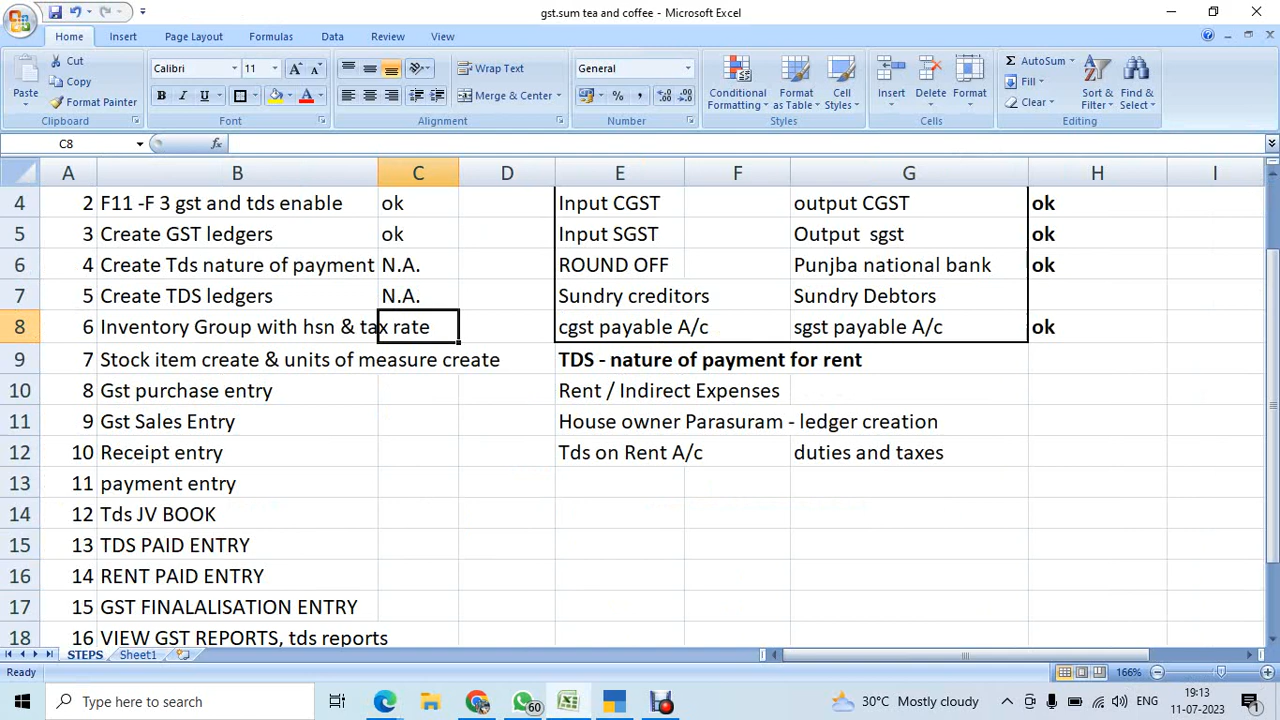 gst.sum tea and coffee - Microsoft Excel
Home Insert Page Layout Formulas Data Review View
Paste
Cut
Copy
Format Painter
Clipboard
Calibri 11
B I U
Font
Wrap Text
Merge & Center
Alignment
General
Number
Conditional Formatting
Format as Table
Cell Styles
Styles
Insert Delete Format
Cells
AutoSum
Fill
Clear
Sort & Filter
Find & Select
Editing
C8 fx
A B C D E F G H I
4 2 F11 -F 3 gst and tds enable ok Input CGST output CGST ok
5 3 Create GST ledgers ok Input SGST Output sgst ok
6 4 Create Tds nature of payment N.A. ROUND OFF Punjba national bank ok
7 5 Create TDS ledgers N.A. Sundry creditors Sundry Debtors
8 6 Inventory Group with hsn & tax rate cgst payable A/c sgst payable A/c ok
9 7 Stock item create & units of measure create TDS - nature of payment for rent
10 8 Gst purchase entry Rent / Indirect Expenses
11 9 Gst Sales Entry House owner Parasuram - ledger creation
12 10 Receipt entry Tds on Rent A/c duties and taxes
13 11 payment entry
14 12 Tds JV BOOK
15 13 TDS PAID ENTRY
16 14 RENT PAID ENTRY
17 15 GST FINALALISATION ENTRY
18 16 VIEW GST REPORTS, tds reports
STEPS Sheet1
Ready 166%
Type here to search 60 30°C Mostly cloudy ENG 19:13
11-07-2023 1